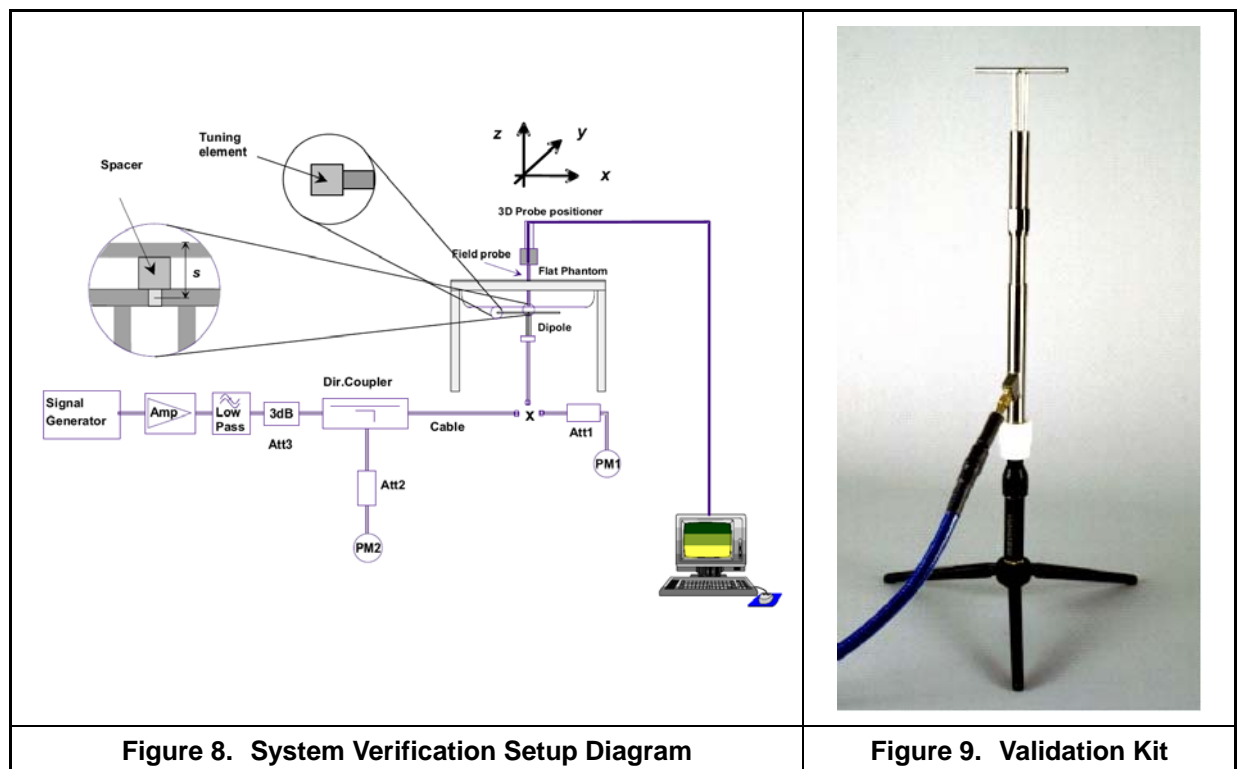 Tuning
element
z
y
x
Spacer
3D Probe positioner
Field probe
Flat Phantom
s
Dipole
Dir.Coupler
Signal
Generator
Amp
Low
Pass
3dB
Att3
Cable
x
Att1
PM1
Att2
PM2
Figure 8. System Verification Setup Diagram
Figure 9. Validation Kit